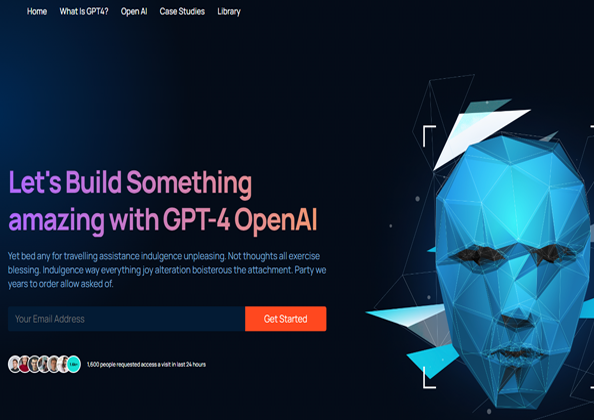 Home What Is GPT4? Open AI Case Studies Library
Let's Build Something
amazing with GPT-4 OpenAI
Yet bed any for travelling assistance indulgence unpleasing. Not thoughts all exercise
blessing. Indulgence way everything joy alteration boisterous the attachment. Party we
years to order allow asked of.
Your Email Address
Get Started
1,600 people requested access a visit in last 24 hours